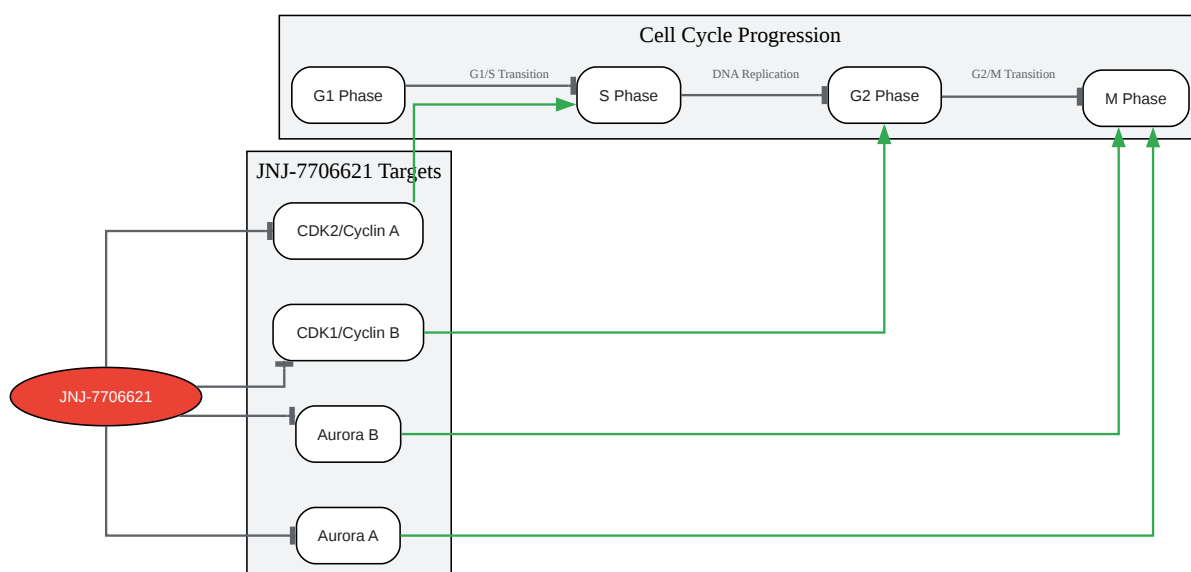 Cell Cycle Progression
G1/S Transition
DNA Replication
G2/M Transition
G1 Phase
S Phase
G2 Phase
M Phase
JNJ-7706621 Targets
CDK2/Cyclin A
CDK1/Cyclin B
JNJ-7706621
Aurora B
Aurora A